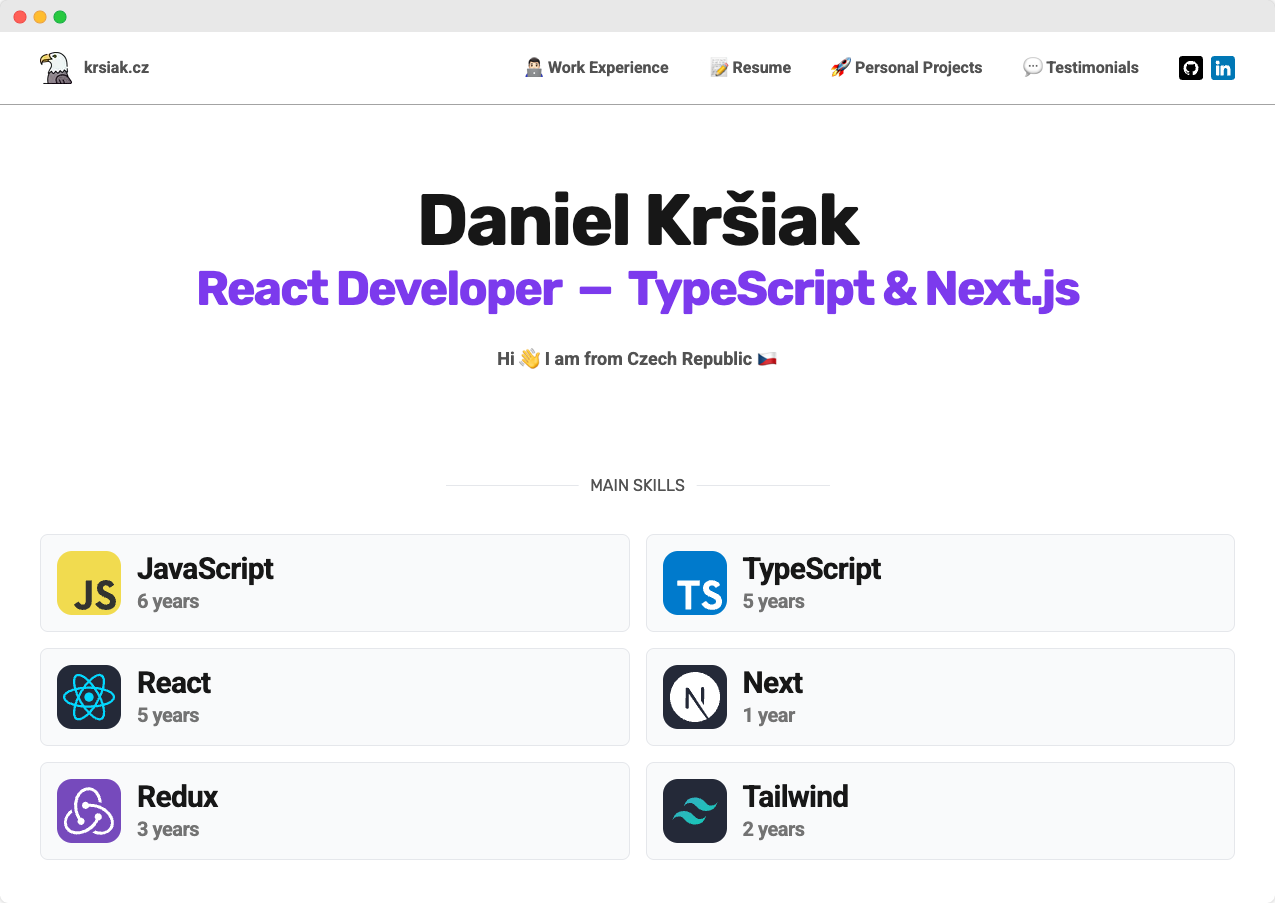 krsiak.cz
Work Experience
Resume
Personal Projects
Testimonials
in
Daniel Kršiak
React Developer — TypeScript & Next.js
Hi 👋 I am from Czech Republic 🇨🇿
MAIN SKILLS
JS
JavaScript
6 years
TS
TypeScript
5 years
React
5 years
N
Next
1 year
Redux
3 years
Tailwind
2 years